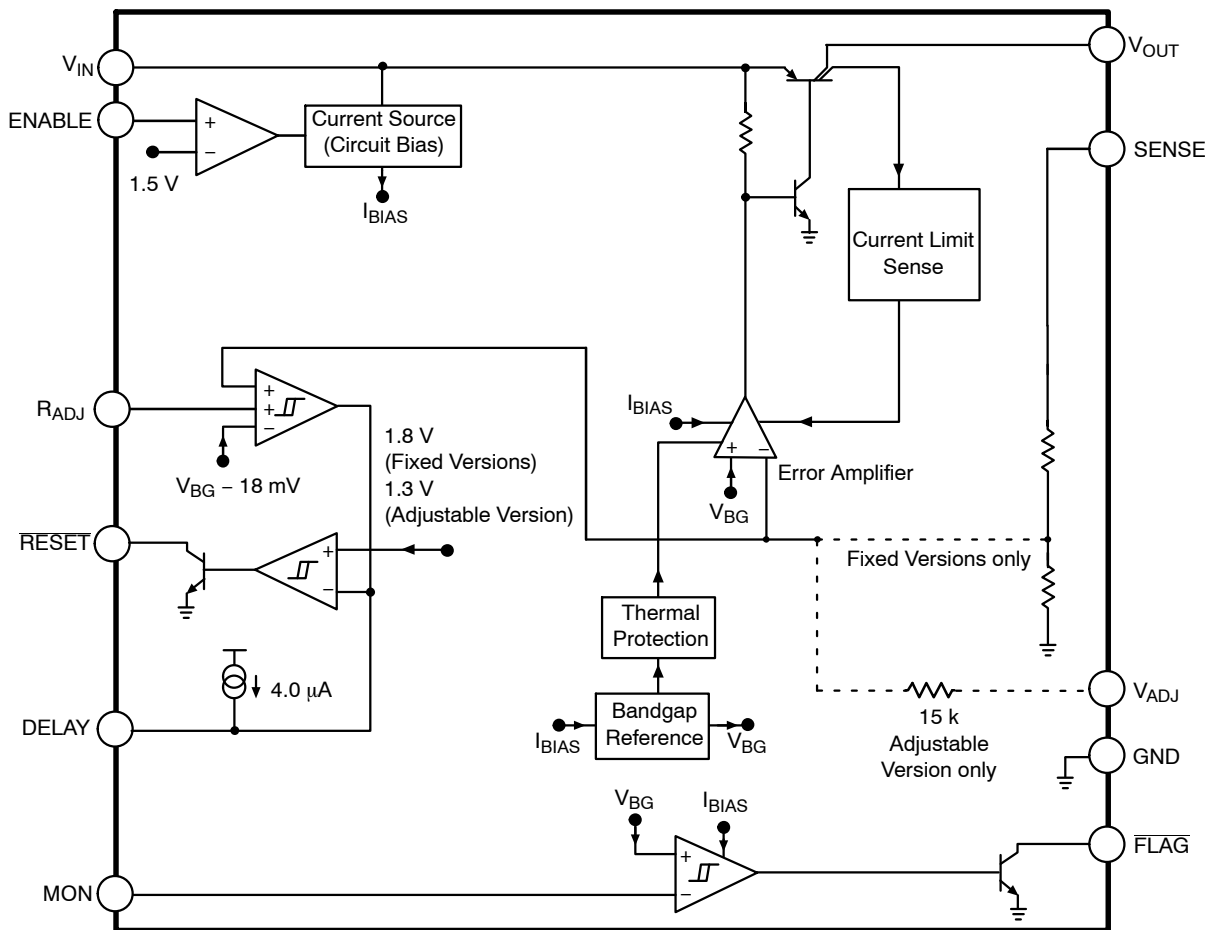 V_IN
V_OUT
ENABLE
+
−
1.5 V
Current Source
(Circuit Bias)
I_BIAS
SENSE
Current Limit
Sense
R_ADJ
+
+
−
V_BG − 18 mV
1.8 V
(Fixed Versions)
1.3 V
(Adjustable Version)
I_BIAS
+
−
V_BG
Error Amplifier
RESET
+
−
Fixed Versions only
Thermal
Protection
4.0 μA
DELAY
I_BIAS
Bandgap
Reference
V_BG
15 k
Adjustable
Version only
V_ADJ
GND
V_BG
I_BIAS
+
−
FLAG
MON